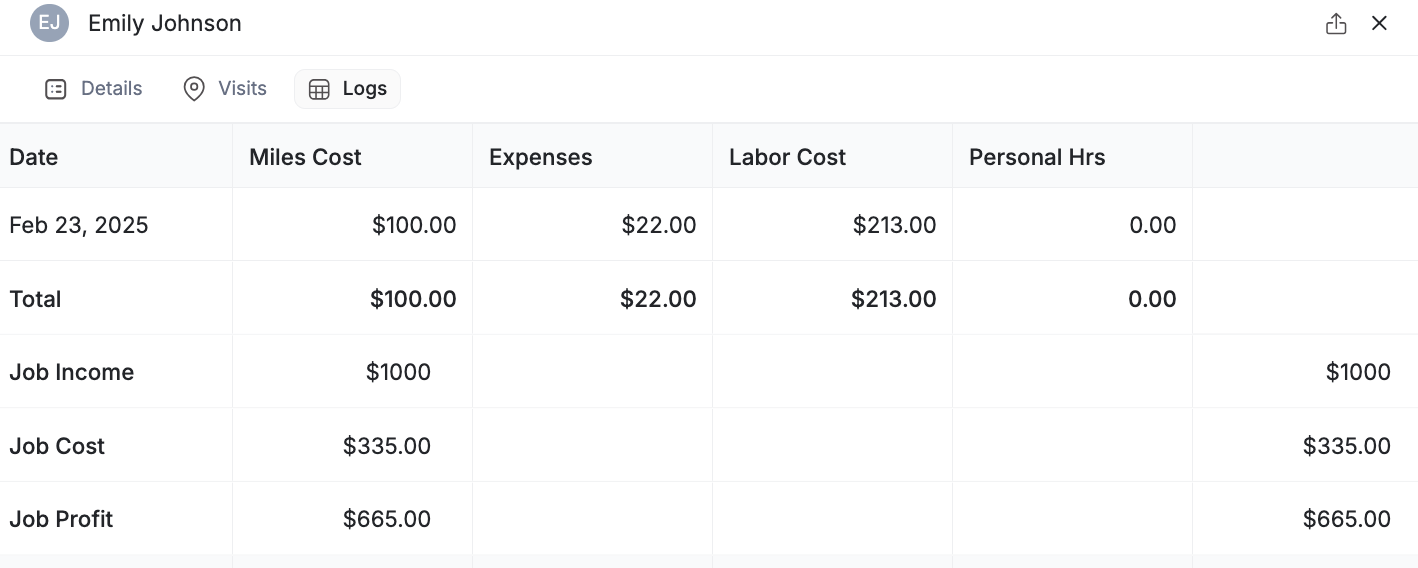 EJ Emily Johnson
Details Visits Logs
Date Miles Cost Expenses Labor Cost Personal Hrs
Feb 23, 2025 $100.00 $22.00 $213.00 0.00
Total $100.00 $22.00 $213.00 0.00
Job Income $1000 $1000
Job Cost $335.00 $335.00
Job Profit $665.00 $665.00